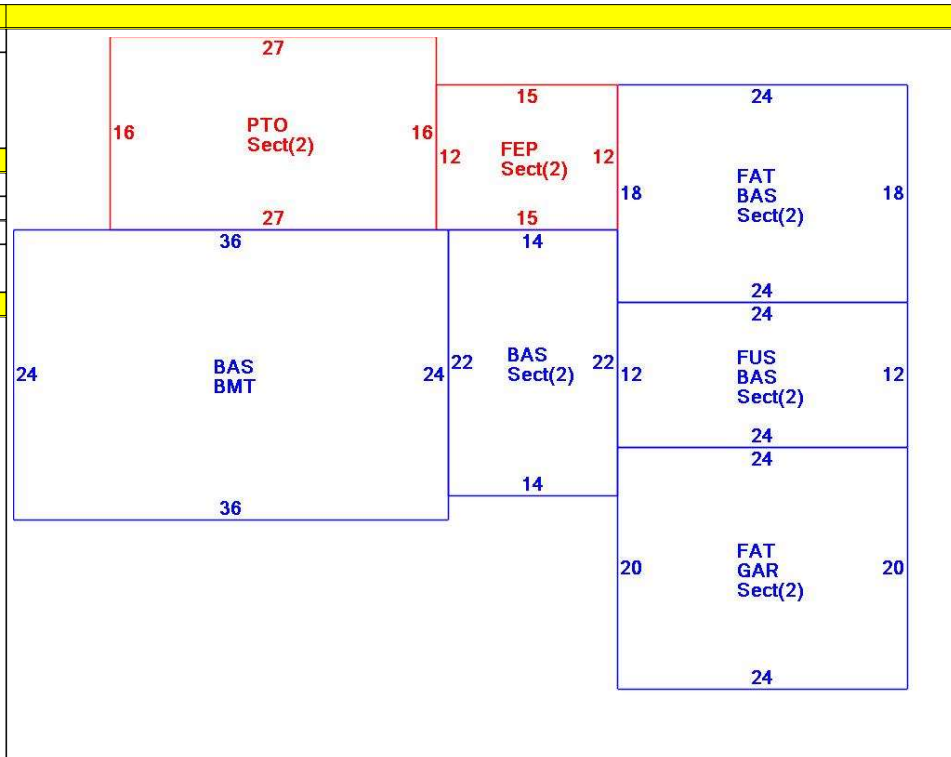 27
16
PTO
Sect(2)
16
27
15
12
FEP
Sect(2)
12
15
24
18
FAT
BAS
Sect(2)
18
24
36
24
BAS
BMT
24
36
14
22
BAS
Sect(2)
22
14
24
12
FUS
BAS
Sect(2)
12
24
24
20
FAT
GAR
Sect(2)
20
24